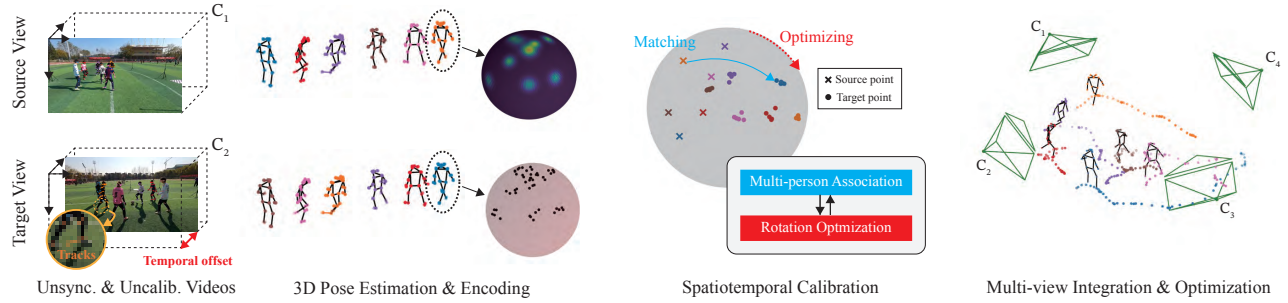 Source View
C1
Target View
C2
Tracks
Temporal offset
Unsync. & Uncalib. Videos
3D Pose Estimation & Encoding
Matching
Optimizing
Source point
Target point
Multi-person Association
Rotation Optmization
Spatiotemporal Calibration
C1
C4
C2
C3
Multi-view Integration & Optimization